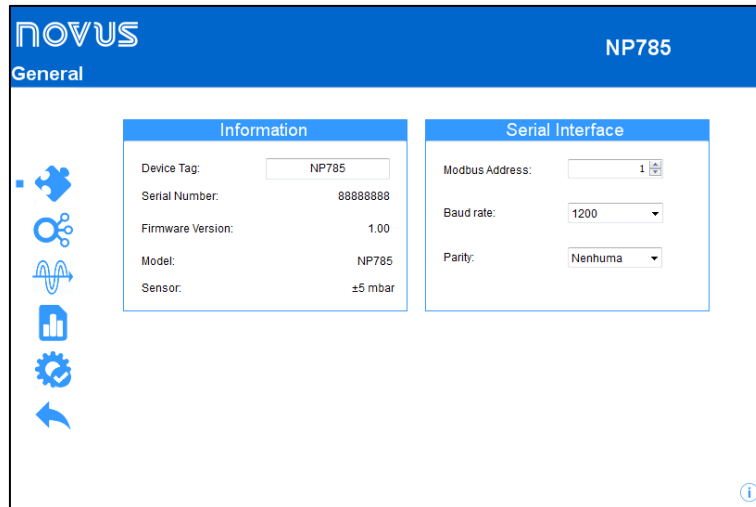 novus
NP785
General
Information
Device Tag: NP785
Serial Number: 88888888
Firmware Version: 1.00
Model: NP785
Sensor: ±5 mbar
Serial Interface
Modbus Address: 1
Baud rate: 1200
Parity: Nenhuma
i